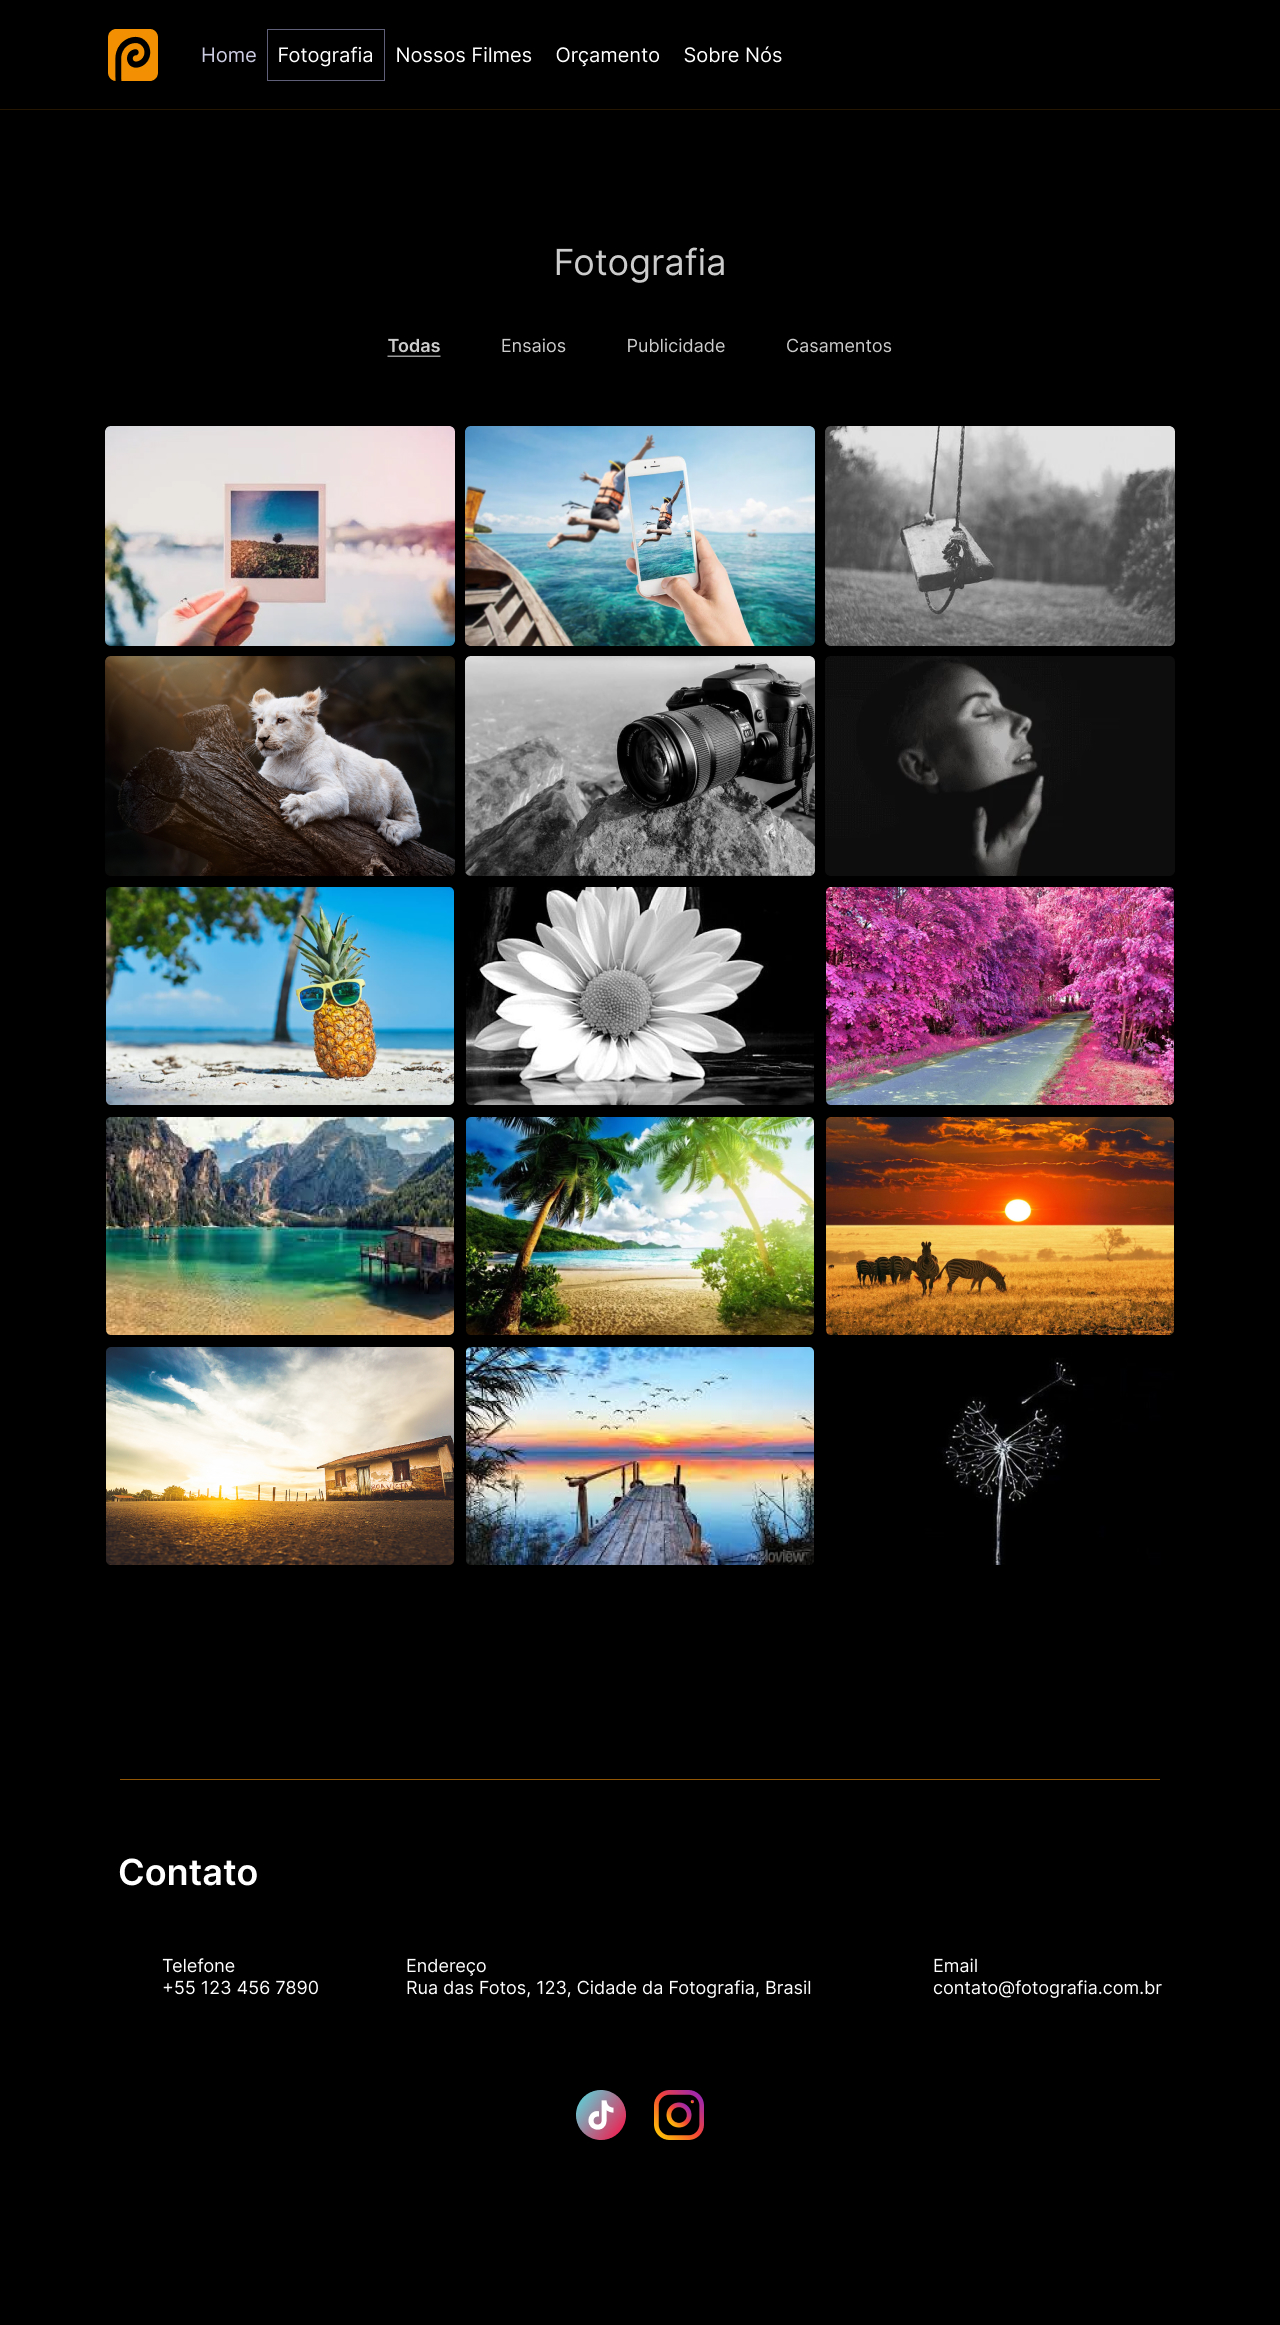 Home Fotografia Nossos Filmes Orçamento Sobre Nós
Fotografia
Todas Ensaios Publicidade Casamentos
Contato
Telefone
+55 123 456 7890
Endereço
Rua das Fotos, 123, Cidade da Fotografia, Brasil
Email
contato@fotografia.com.br